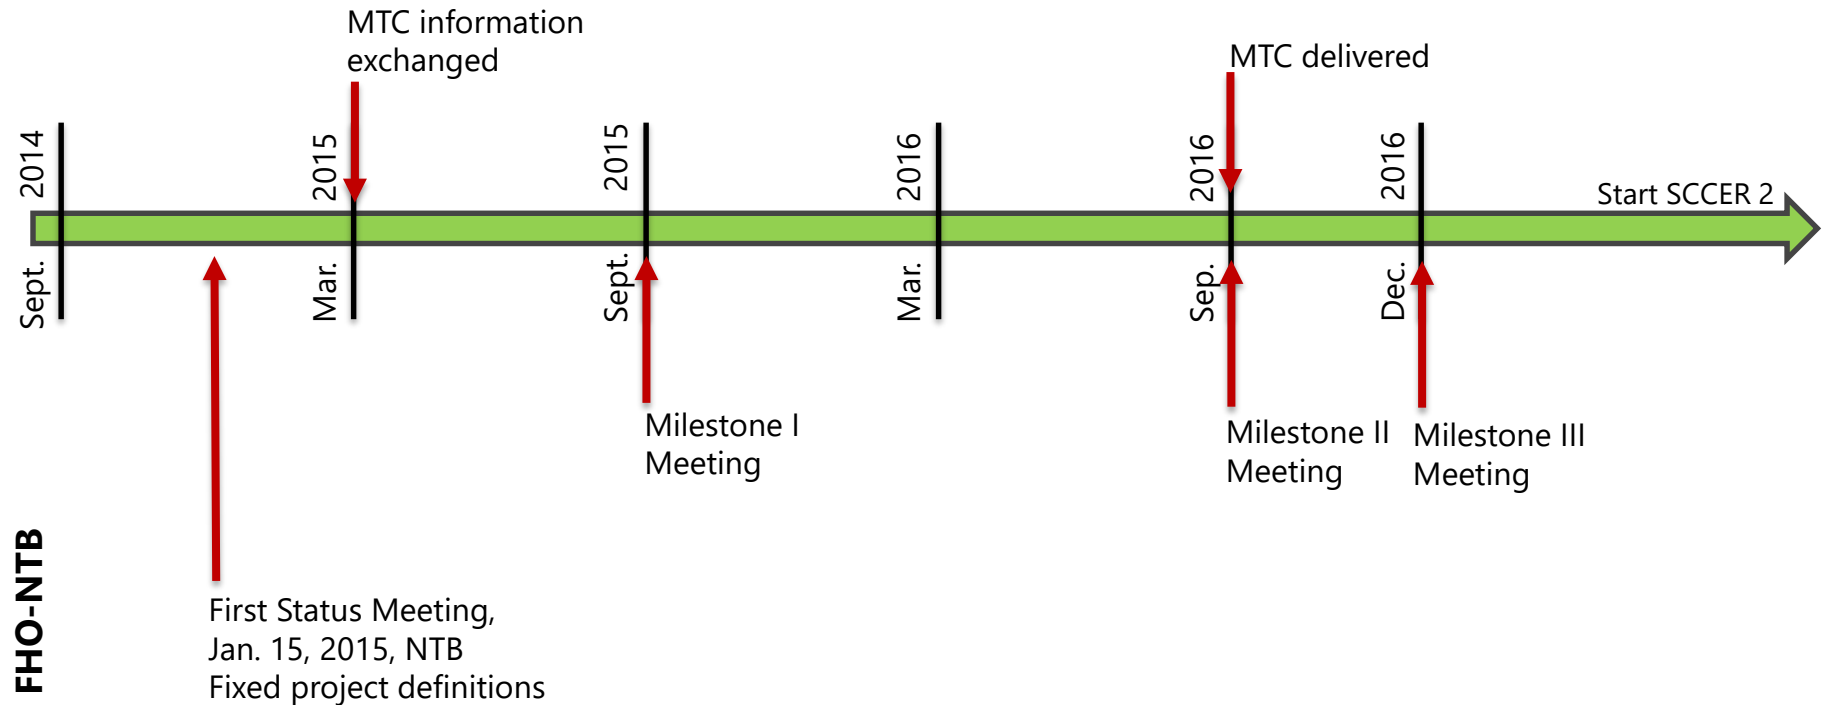 MTC information
exchanged
MTC delivered
Sept. 2014
Mar. 2015
Sept. 2015
Mar. 2016
Sep. 2016
Dec. 2016
Start SCCER 2
Milestone I
Meeting
Milestone II
Meeting
Milestone III
Meeting
FHO-NTB
First Status Meeting,
Jan. 15, 2015, NTB
Fixed project definitions